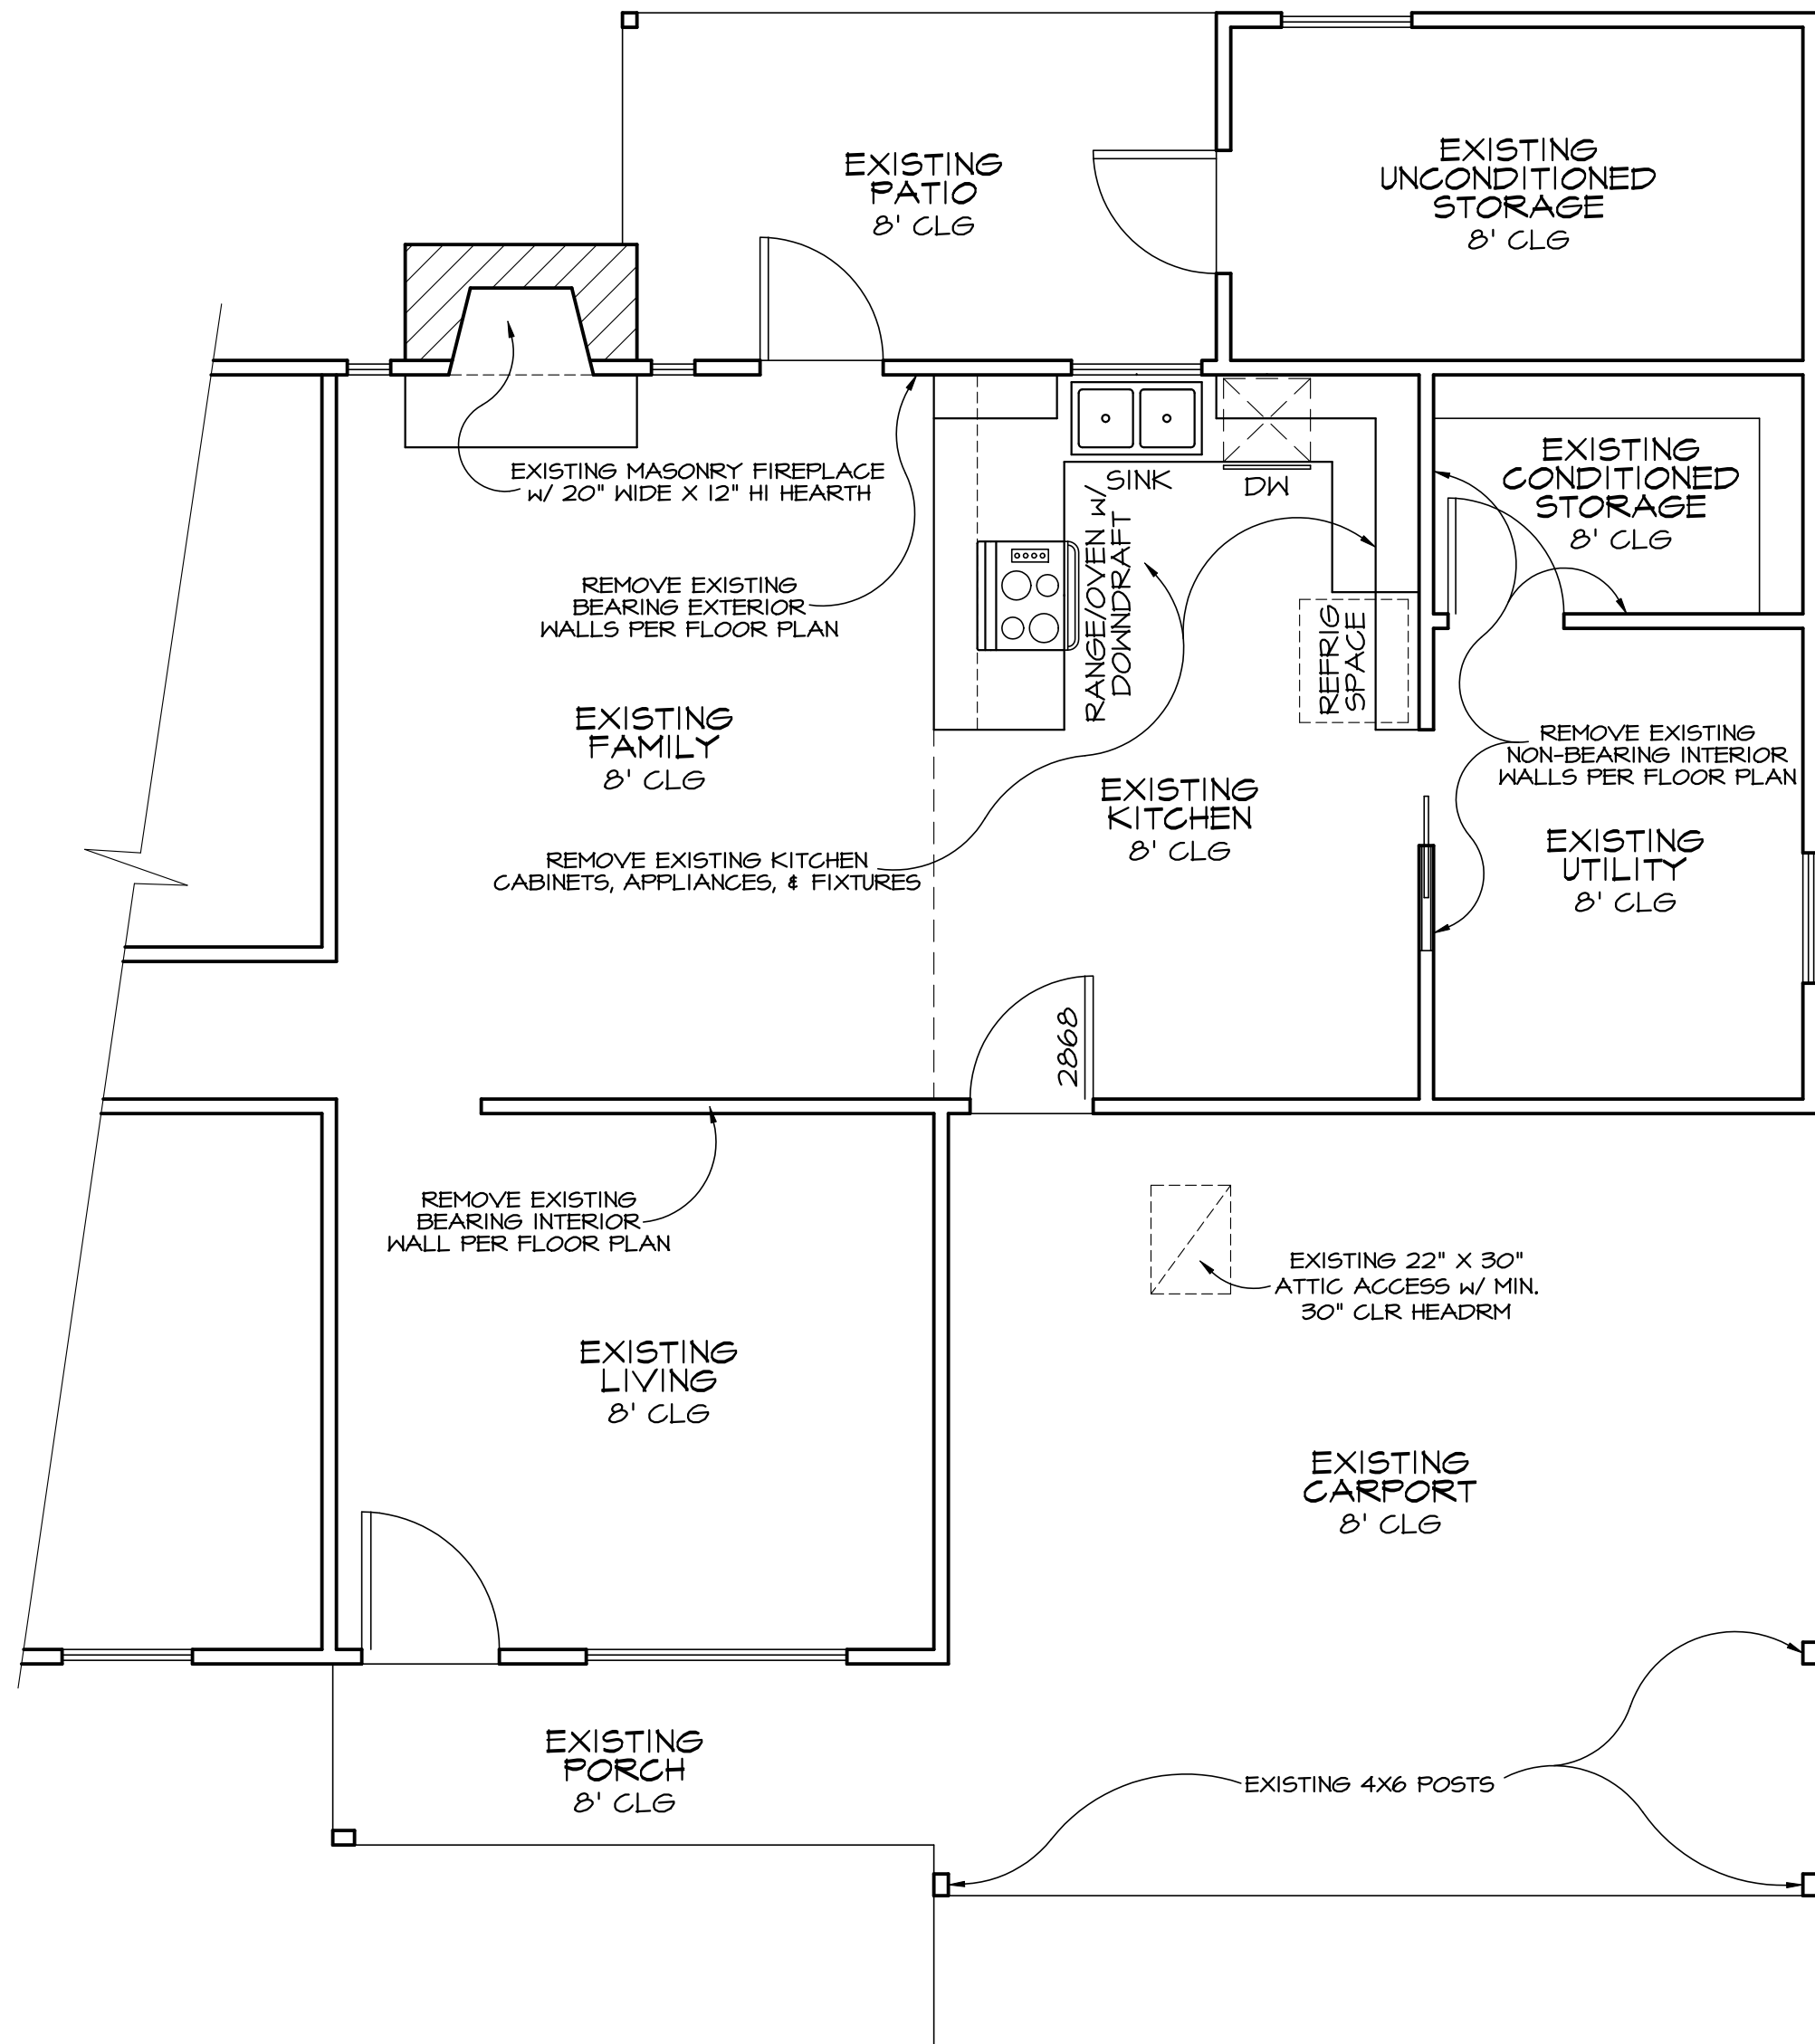 EXISTING
PATIO
8' CLG
EXISTING
UNCONDITIONED
STORAGE
8' CLG
EXISTING MASONRY FIREPLACE
w/ 20" WIDE X 12" HI HEARTH
SINK
DW
EXISTING
CONDITIONED
STORAGE
8' CLG
RANGE/OVEN w/
DOWNDRAFT
REMOVE EXISTING
BEARING EXTERIOR
WALLS PER FLOOR PLAN
REFRIG
SPACE
EXISTING
FAMILY
8' CLG
REMOVE EXISTING
NON-BEARING INTERIOR
WALLS PER FLOOR PLAN
EXISTING
KITCHEN
8' CLG
EXISTING
UTILITY
8' CLG
REMOVE EXISTING KITCHEN
CABINETS, APPLIANCES, & FIXTURES
2868
REMOVE EXISTING
BEARING INTERIOR
WALL PER FLOOR PLAN
EXISTING 22" X 30"
ATTIC ACCESS w/ MIN.
30" CLR HEADRM
EXISTING
LIVING
8' CLG
EXISTING
CARPORT
8' CLG
EXISTING
PORCH
8' CLG
EXISTING 4X6 POSTS